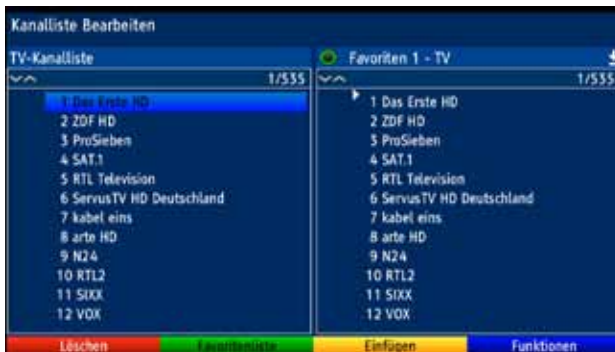 Kanalliste Bearbeiten
TV-Kanalliste
1/535
1 Das Erste HD
2 ZDF HD
3 ProSieben
4 SAT.1
5 RTL Television
6 ServusTV HD Deutschland
7 kabel eins
8 arte HD
9 N24
10 RTL2
11 SIXX
12 VOX
Favoriten 1 - TV
1/535
1 Das Erste HD
2 ZDF HD
3 ProSieben
4 SAT.1
5 RTL Television
6 ServusTV HD Deutschland
7 kabel eins
8 arte HD
9 N24
10 RTL2
11 SIXX
12 VOX
Löschen
Favoritenliste
Einfügen
Funktionen